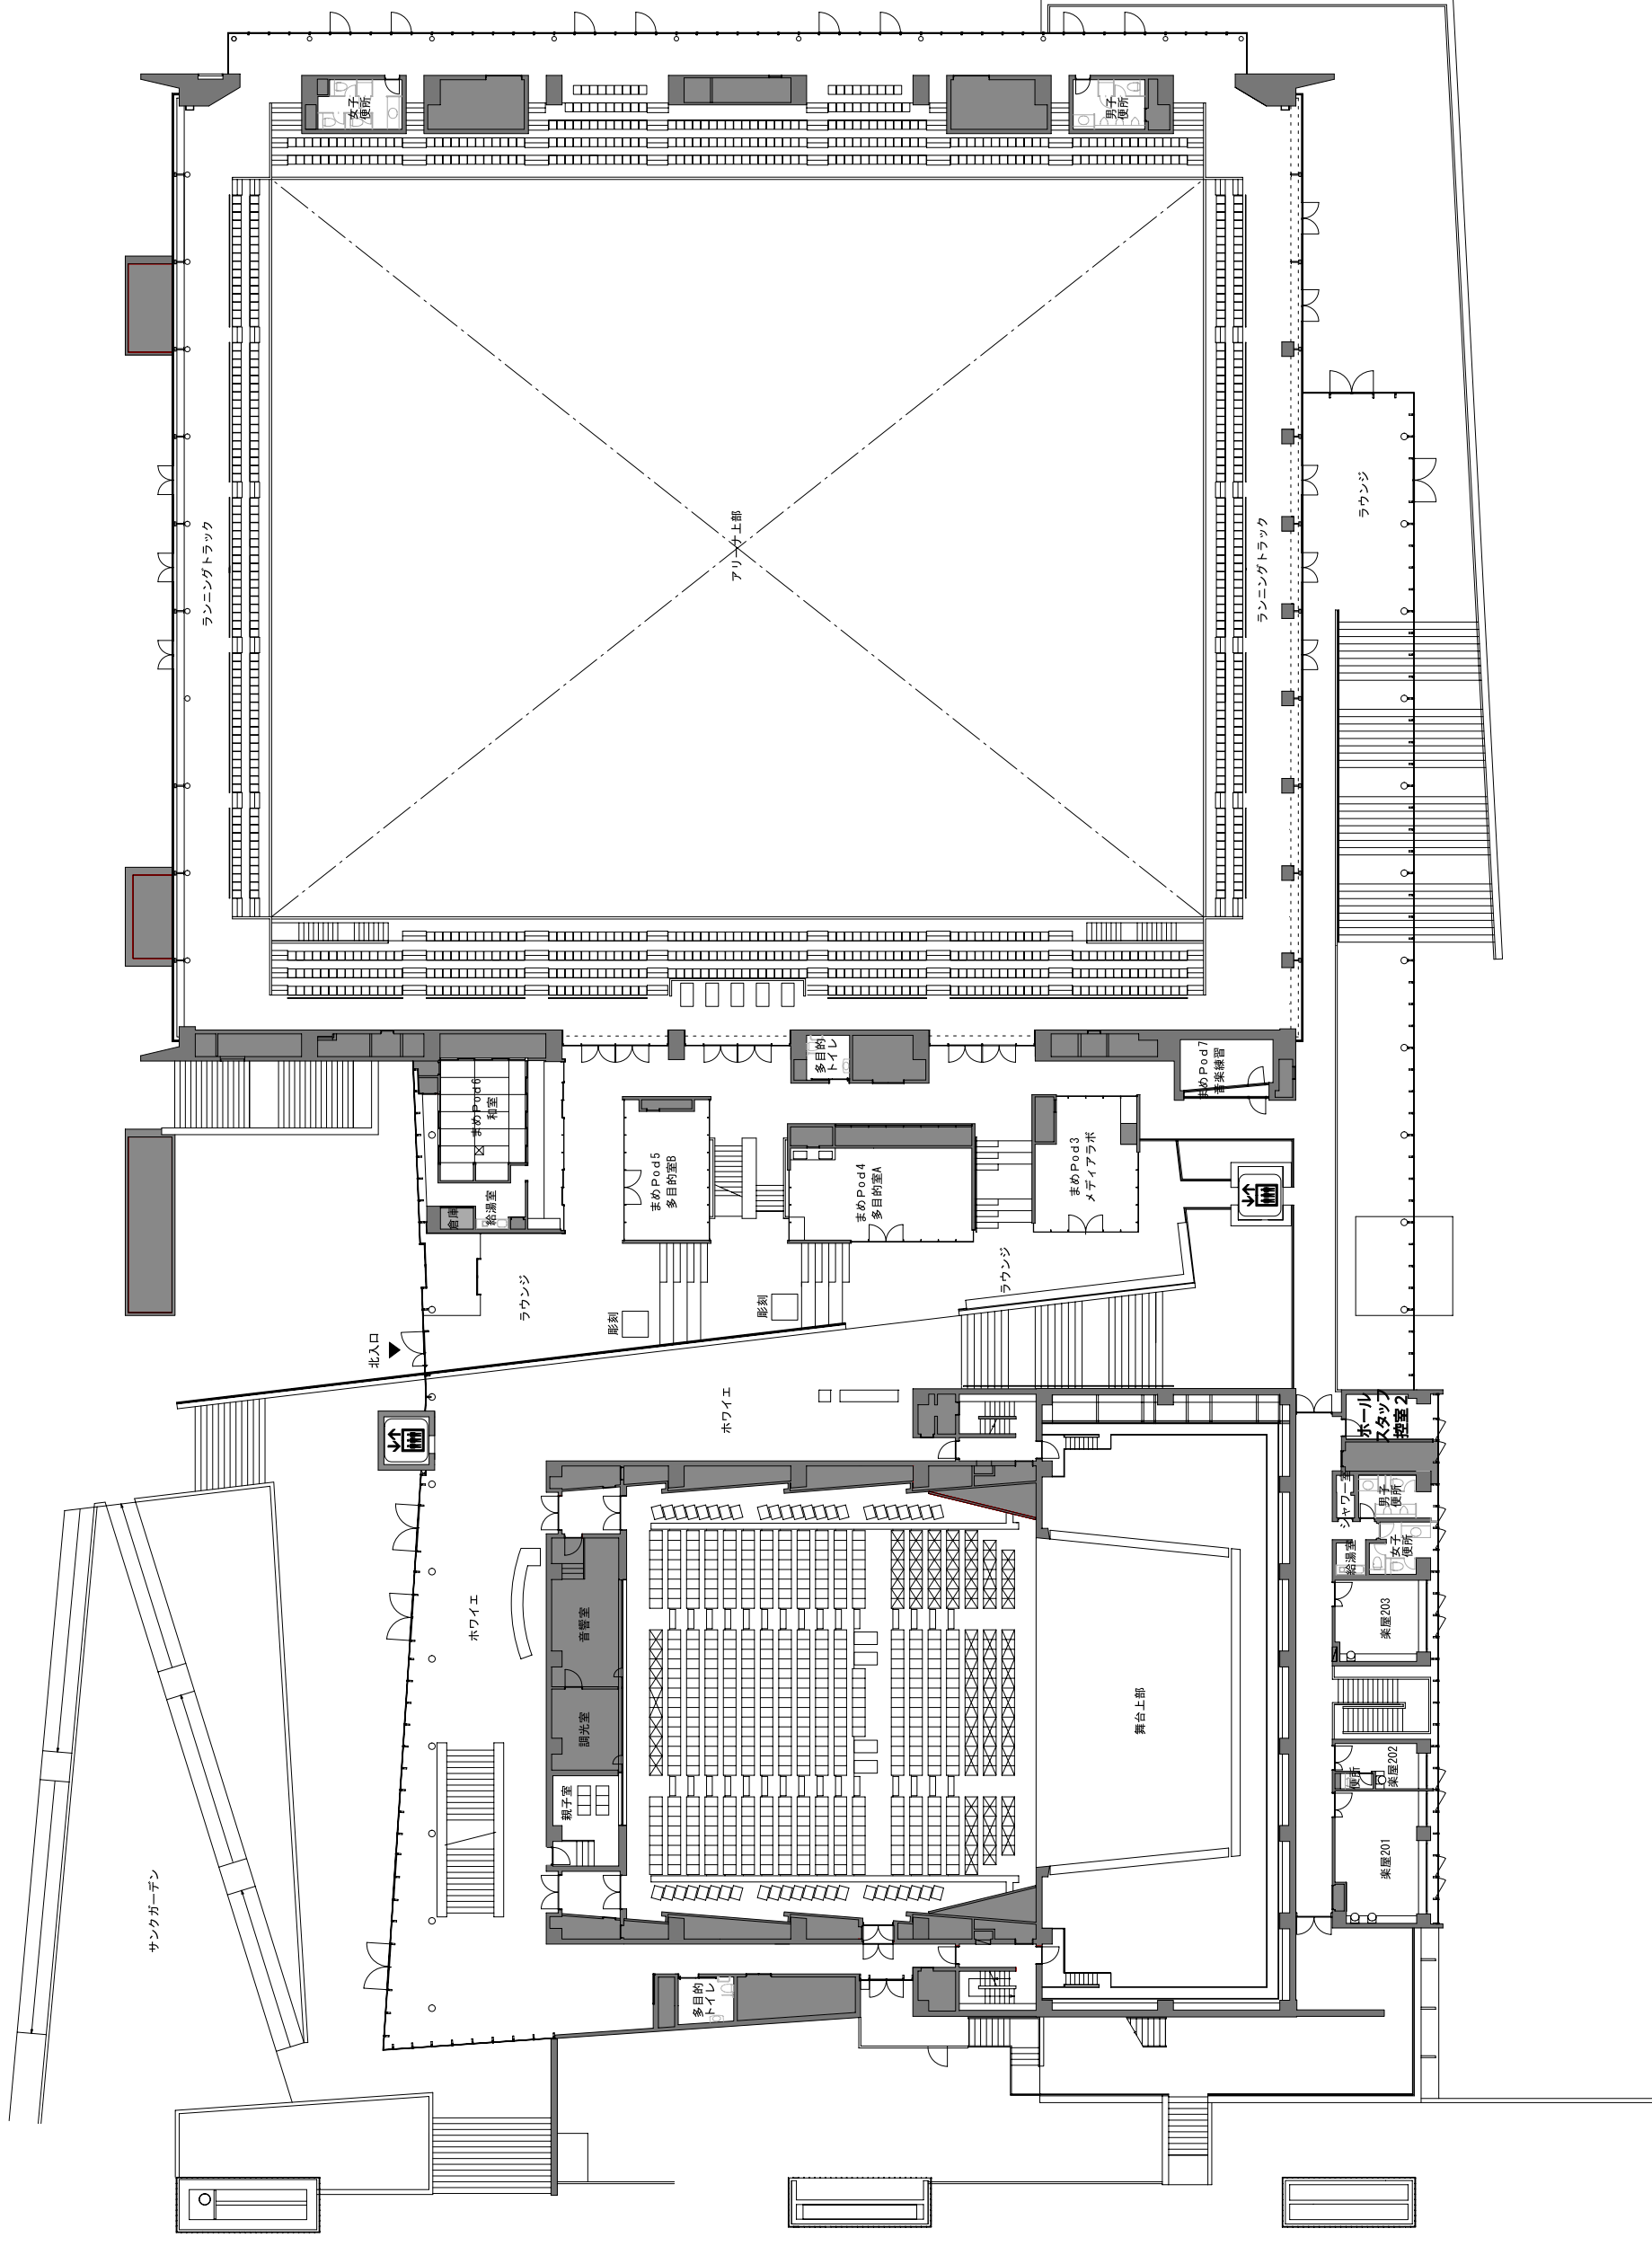 女子
便所
男子
便所
ランニングトラック
アリーナ上部
ランニングトラック
ラウンジ
まめPod6
和室
倉庫
給湯室
まめPod5
多目的室B
多目的
トイレ
まめPod4
多目的室A
まめPod3
メディアラボ
まめPod7
音楽練習
ラウンジ
ラウンジ
彫刻
彫刻
北入口
ホワイエ
ホワイエ
音響室
調光室
親子室
舞台上部
ホール
スタッフ
控室2
シャワー室
男子
便所
給湯室
女子
便所
楽屋203
便所
楽屋202
楽屋201
サンクガーデン
多目的
トイレ